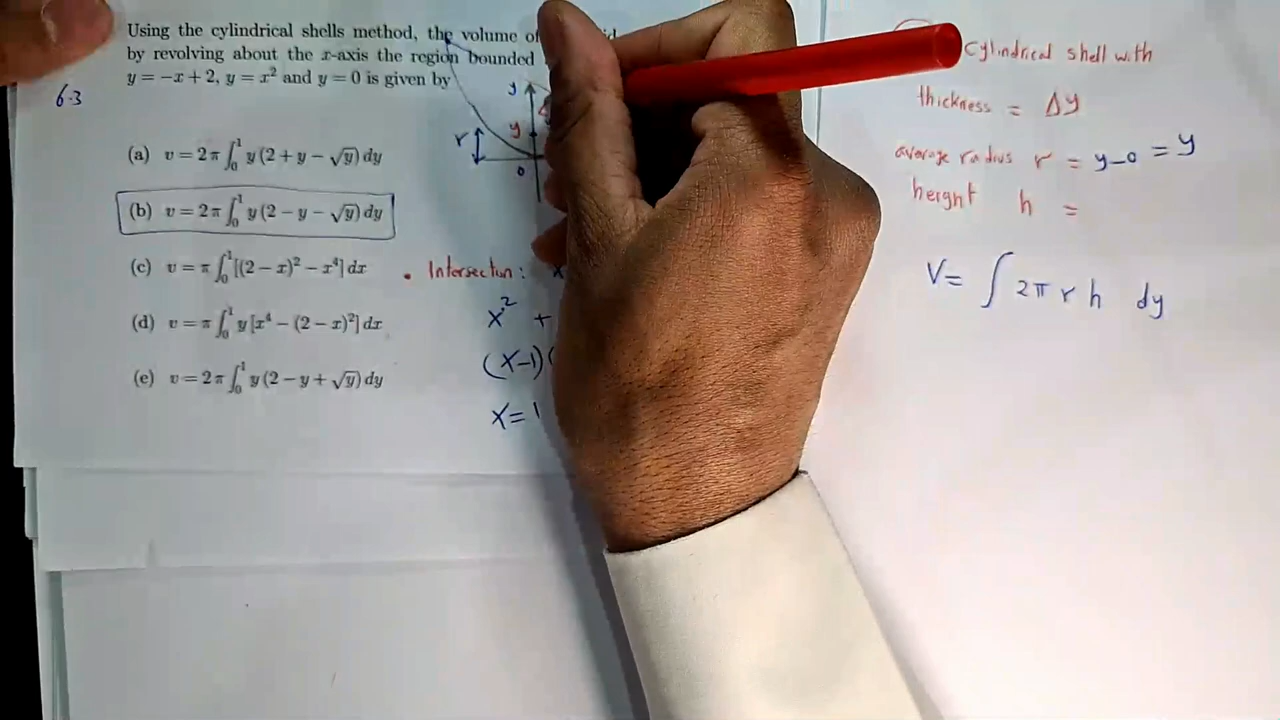 Using the cylindrical shells method, the volume of
by revolving about the x-axis the region bounded
y = −x + 2, y = x² and y = 0 is given by
6.3
(a) v = 2π ∫₀¹ y (2 + y − √y) dy
(b) v = 2π ∫₀¹ y (2 − y − √y) dy
(c) v = π ∫₀¹ [(2 − x)² − x⁴] dx
(d) v = π ∫₀¹ y [x⁴ − (2 − x)²] dx
(e) v = 2π ∫₀¹ y (2 − y + √y) dy
y
y
r
0
• Intersection : x
x² +
(x−1)(
x = 1
Cylindrical shell with
thickness = Δy
average radius r = y−0 = y
height h =
V = ∫ 2π r h dy